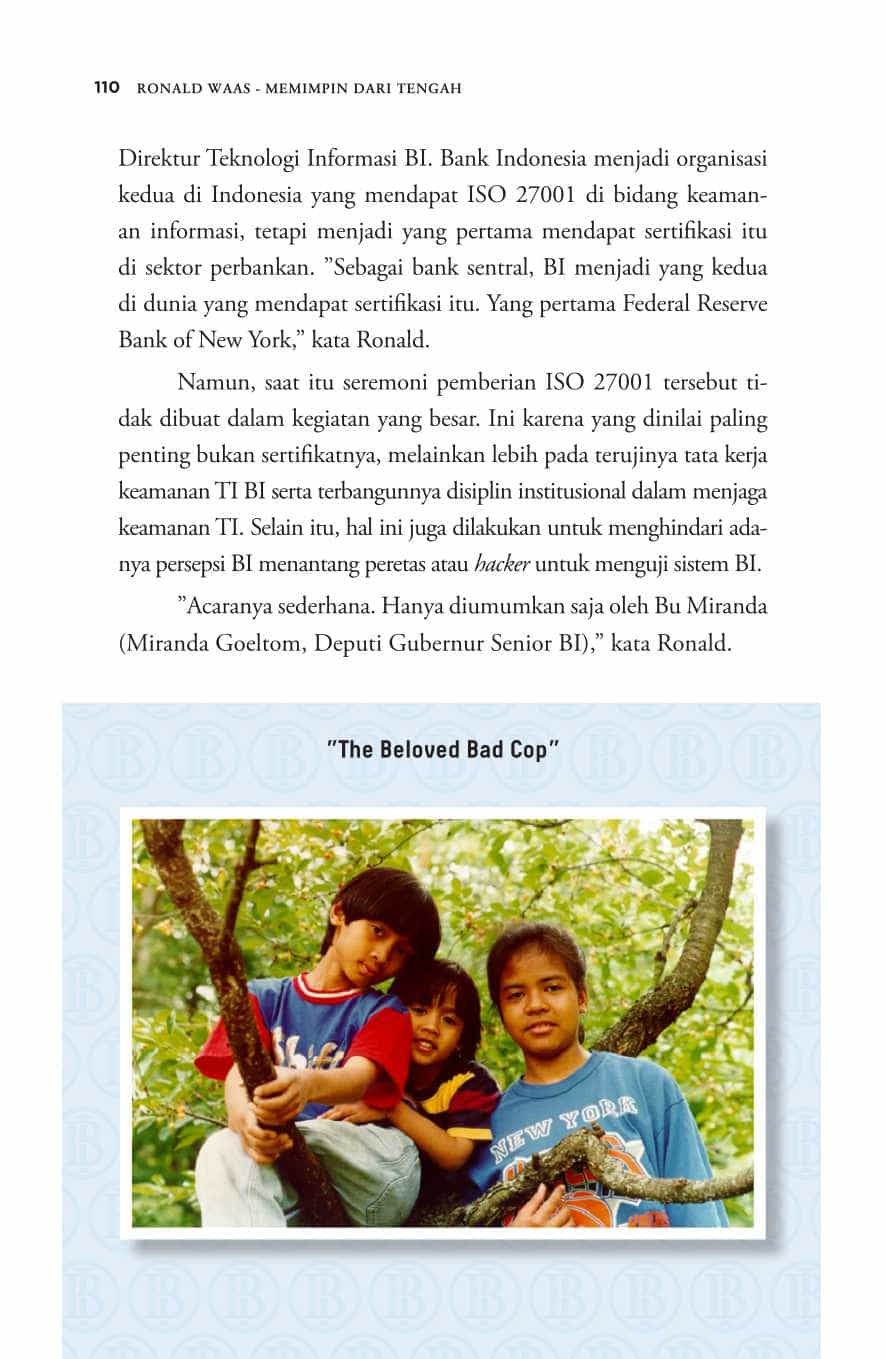 110 RONALD WAAS - MEMIMPIN DARI TENGAH
Direktur Teknologi Informasi BI. Bank Indonesia menjadi organisasi
kedua di Indonesia yang mendapat ISO 27001 di bidang keaman-
an informasi, tetapi menjadi yang pertama mendapat sertifikasi itu
di sektor perbankan. ”Sebagai bank sentral, BI menjadi yang kedua
di dunia yang mendapat sertifikasi itu. Yang pertama Federal Reserve
Bank of New York,” kata Ronald.
Namun, saat itu seremoni pemberian ISO 27001 tersebut ti-
dak dibuat dalam kegiatan yang besar. Ini karena yang dinilai paling
penting bukan sertifikatnya, melainkan lebih pada terujinya tata kerja
keamanan TI BI serta terbangunnya disiplin institusional dalam menjaga
keamanan TI. Selain itu, hal ini juga dilakukan untuk menghindari ada-
nya persepsi BI menantang peretas atau hacker untuk menguji sistem BI.
”Acaranya sederhana. Hanya diumumkan saja oleh Bu Miranda
(Miranda Goeltom, Deputi Gubernur Senior BI),” kata Ronald.
”The Beloved Bad Cop”
NEW YORK